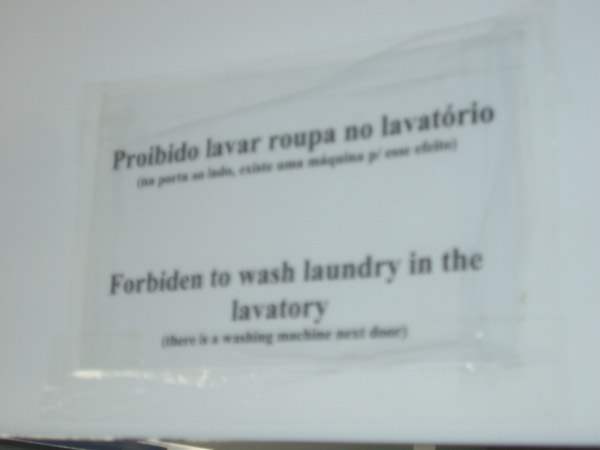 Proibido lavar roupa no lavatório
(na porta ao lado, existe uma máquina p/ esse efeito)
Forbiden to wash laundry in the
lavatory
(there is a washing machine next door)